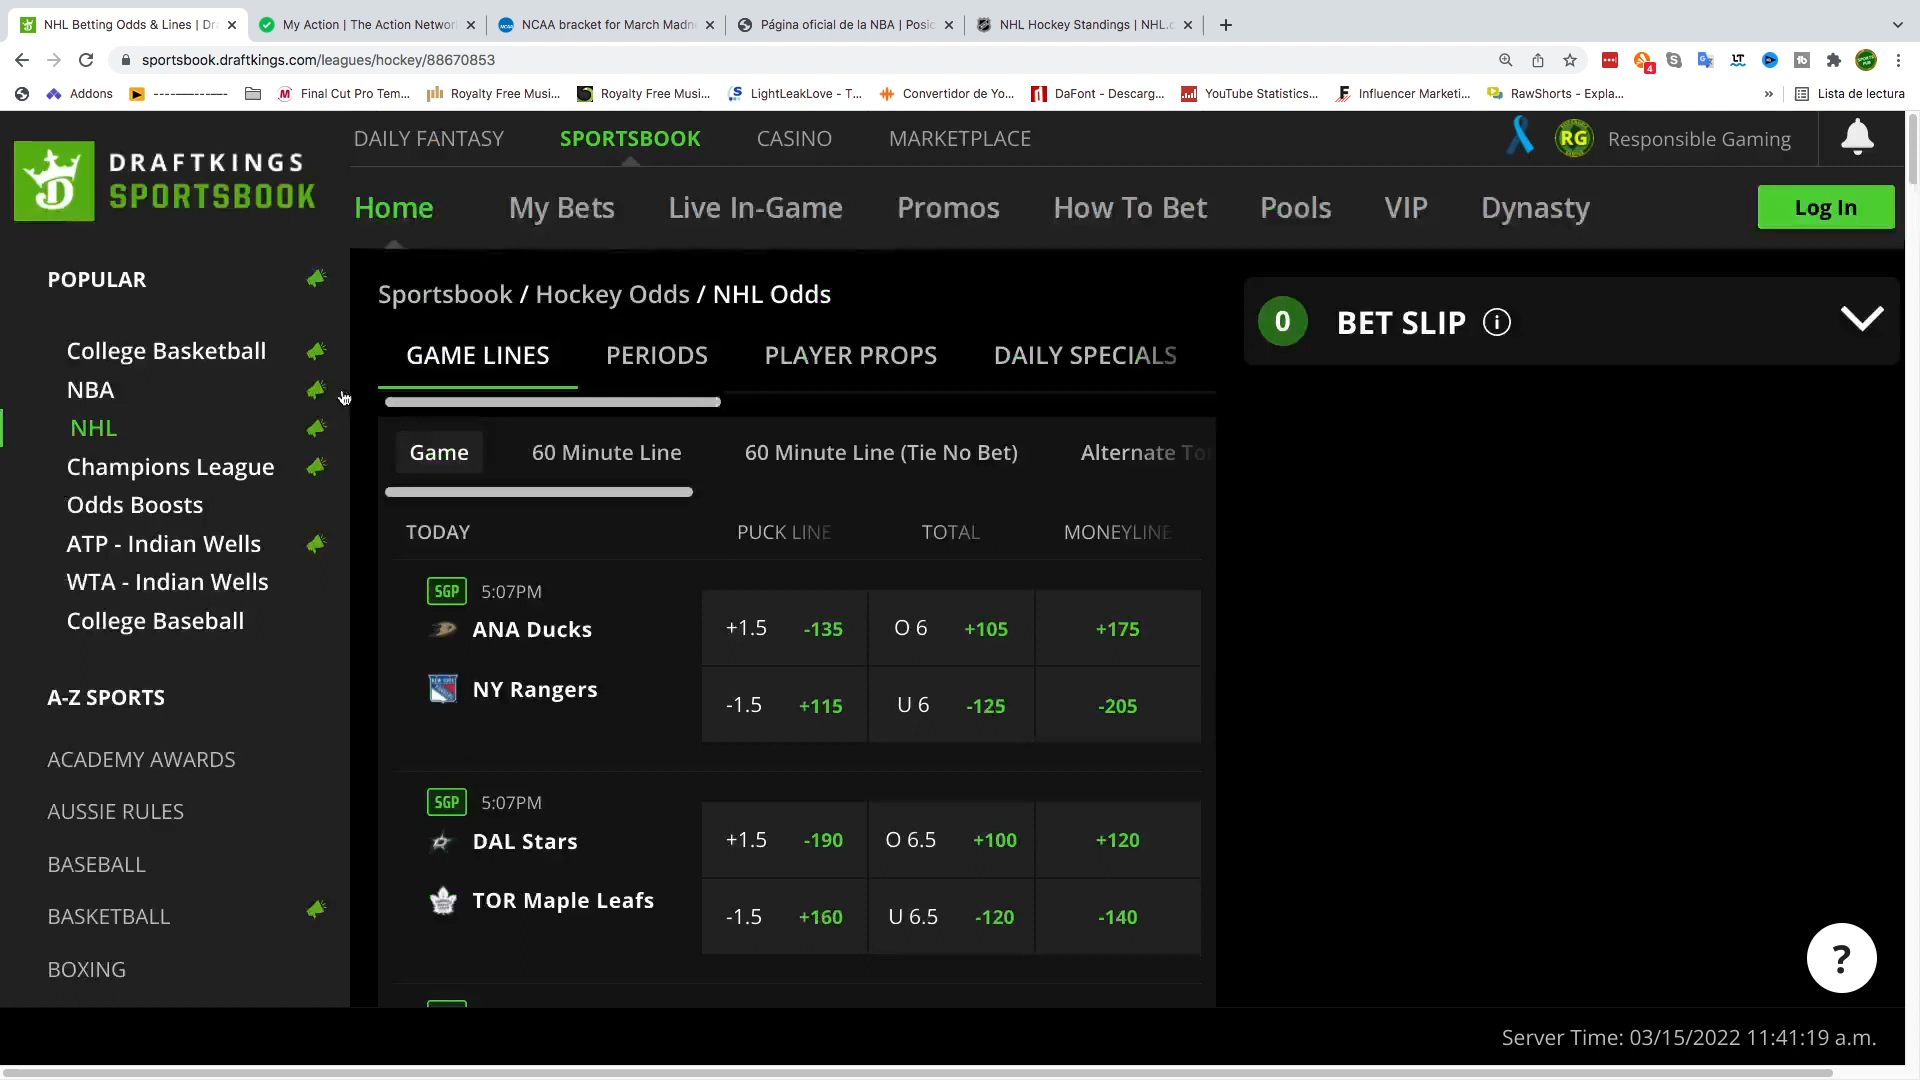 NHL Betting Odds & Lines | Dra
My Action | The Action Network
NCAA bracket for March Madne
Página oficial de la NBA | Posic
NHL Hockey Standings | NHL.c
sportsbook.draftkings.com/leagues/hockey/88670853
4
Addons
Final Cut Pro Tem...
Royalty Free Musi...
Royalty Free Musi...
LightLeakLove - T...
Convertidor de Yo...
DaFont - Descarg...
YouTube Statistics...
Influencer Marketi...
RawShorts - Expla...
Lista de lectura
DRAFTKINGS
SPORTSBOOK
DAILY FANTASY SPORTSBOOK CASINO MARKETPLACE
RG Responsible Gaming
Home My Bets Live In-Game Promos How To Bet Pools VIP Dynasty
Log In
POPULAR
College Basketball
NBA
NHL
Champions League
Odds Boosts
ATP - Indian Wells
WTA - Indian Wells
College Baseball
A-Z SPORTS
ACADEMY AWARDS
AUSSIE RULES
BASEBALL
BASKETBALL
BOXING
Sportsbook / Hockey Odds / NHL Odds
GAME LINES PERIODS PLAYER PROPS DAILY SPECIALS
Game 60 Minute Line 60 Minute Line (Tie No Bet) Alternate To
TODAY PUCK LINE TOTAL MONEYLINE
SGP 5:07PM
ANA Ducks +1.5 -135 O 6 +105 +175
NY Rangers -1.5 +115 U 6 -125 -205
SGP 5:07PM
DAL Stars +1.5 -190 O 6.5 +100 +120
TOR Maple Leafs -1.5 +160 U 6.5 -120 -140
0 BET SLIP
?
Server Time: 03/15/2022 11:41:19 a.m.